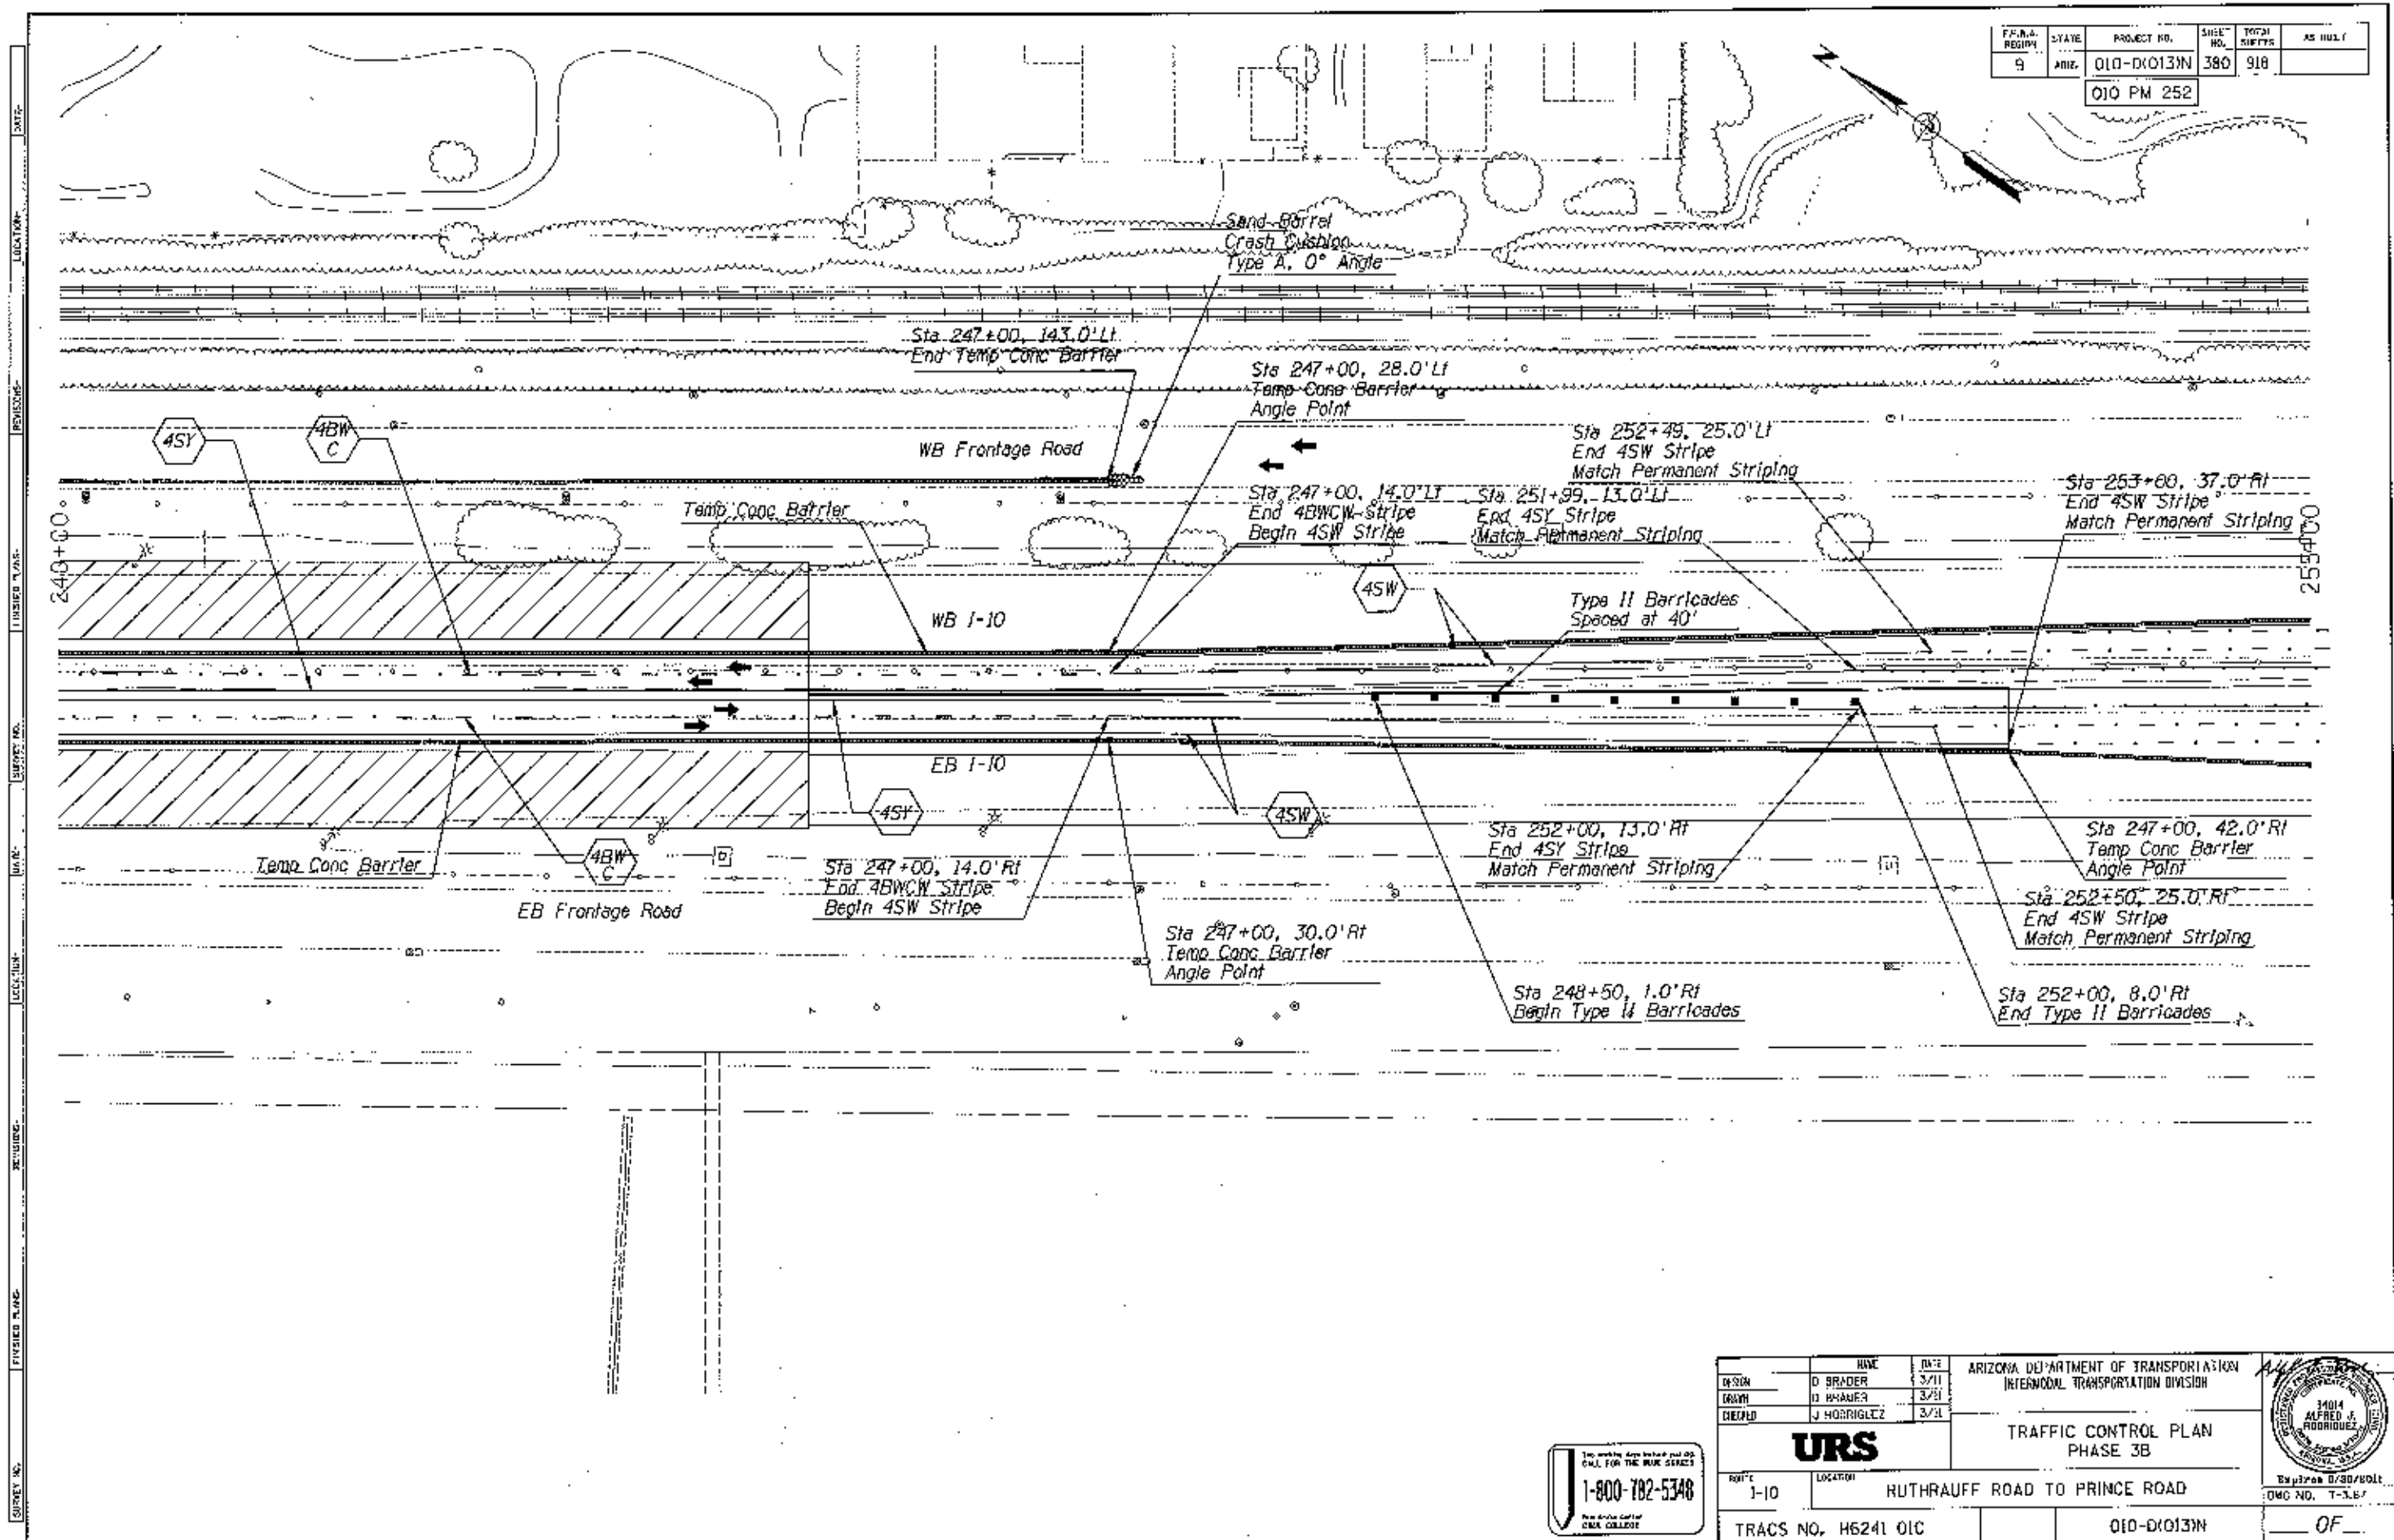 F.H.W.A. REGION
STATE
PROJECT NO.
SHEET NO.
TOTAL SHEETS
AS BUILT
9
ARIZ.
010-D(013)N
380
918
010 PM 252
N
Sand Barrel
Crash Cushion
Type A, 0° Angle
Sta 247+00, 143.0'Lt
End Temp Conc Barrier
Sta 247+00, 28.0'Lt
Temp Conc Barrier
Angle Point
4SY
4BW
C
WB Frontage Road
Sta 252+49, 25.0'Lt
End 4SW Stripe
Match Permanent Striping
Sta 253+60, 37.0'Rt
End 4SW Stripe
Match Permanent Striping
Temp Conc Barrier
Sta 247+00, 14.0'LT
End 4BWCW Stripe
Begin 4SW Stripe
Sta 251+99, 13.0'Lt
End 4SY Stripe
Match Permanent Striping
255+00
4SW
Type II Barricades
Spaced at 40'
WB I-10
EB I-10
4SY
4SW
Temp Conc Barrier
4BW
C
EB Frontage Road
Sta 247+00, 14.0'Rt
End 4BWCW Stripe
Begin 4SW Stripe
Sta 252+00, 13.0'Rt
End 4SY Stripe
Match Permanent Striping
Sta 247+00, 42.0'Rt
Temp Conc Barrier
Angle Point
Sta 252+50, 25.0'Rt
End 4SW Stripe
Match Permanent Striping
Sta 247+00, 30.0'Rt
Temp Conc Barrier
Angle Point
Sta 248+50, 1.0'Rt
Begin Type II Barricades
Sta 252+00, 8.0'Rt
End Type II Barricades
CALL FOR THE BLUE STAKES
1-800-782-5348
NAME
DATE
DESIGN
DRAWN
CHECKED
ARIZONA DEPARTMENT OF TRANSPORTATION
INTERMODAL TRANSPORTATION DIVISION
URS
TRAFFIC CONTROL PLAN
PHASE 3B
34014
ALFRED J.
RODRIGUEZ
ROUTE
I-10
LOCATION
RUTHRAUFF ROAD TO PRINCE ROAD
DWG NO.
TRACS NO. H6241 01C
010-D(013)N
OF